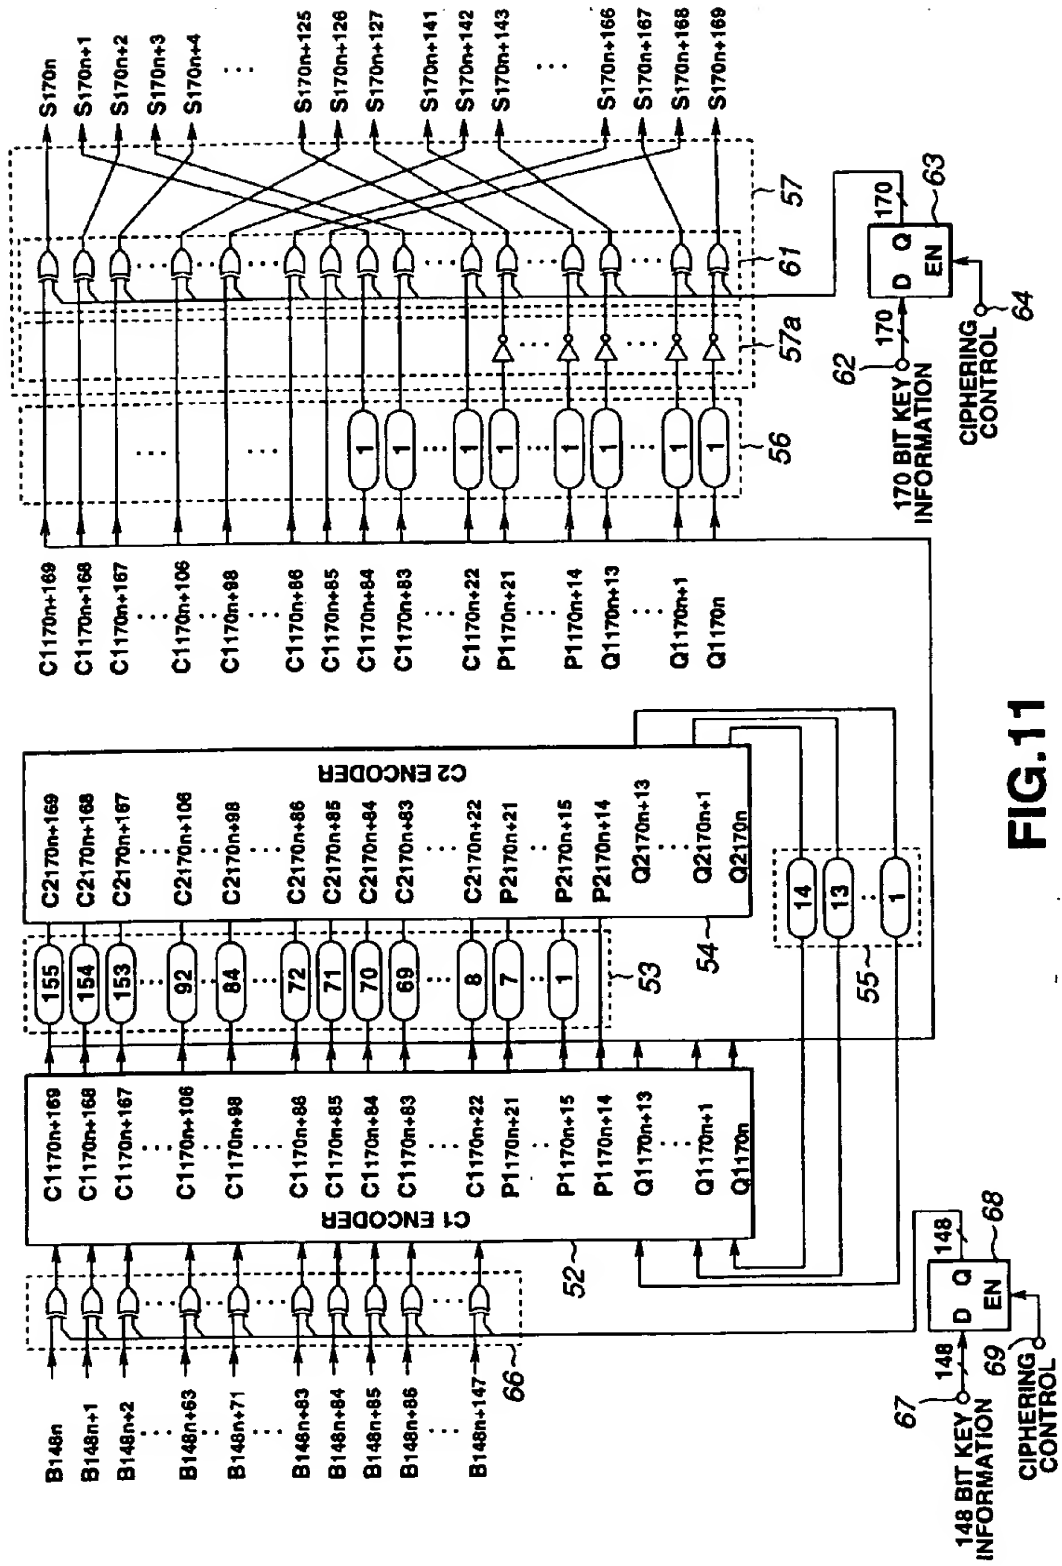 B148n
B148n+1
B148n+2
B148n+63
B148n+71
B148n+83
B148n+84
B148n+85
B148n+86
B148n+147
66
67
148 BIT KEY
INFORMATION
148
D Q
EN
148
68
69
CIPHERING
CONTROL
C1 ENCODER
C1170n+169
C1170n+168
C1170n+167
C1170n+106
C1170n+98
C1170n+86
C1170n+85
C1170n+84
C1170n+83
C1170n+22
P1170n+21
P1170n+15
P1170n+14
Q1170n+13
Q1170n+1
Q1170n
52
155
154
153
92
84
72
71
70
69
8
7
1
53
C2170n+169
C2170n+168
C2170n+167
C2170n+106
C2170n+98
C2170n+86
C2170n+85
C2170n+84
C2170n+83
C2170n+22
P2170n+21
P2170n+15
P2170n+14
Q2170n+13
Q2170n+1
Q2170n
C2 ENCODER
54
14
13
1
55
C1170n+169
C1170n+168
C1170n+167
C1170n+106
C1170n+98
C1170n+86
C1170n+85
C1170n+84
C1170n+83
C1170n+22
P1170n+21
P1170n+14
Q1170n+13
Q1170n+1
Q1170n
1
1
1
1
1
1
1
1
56
57a
61
57
S170n
S170n+1
S170n+2
S170n+3
S170n+4
S170n+125
S170n+126
S170n+127
S170n+141
S170n+142
S170n+143
S170n+166
S170n+167
S170n+168
S170n+169
62
170 BIT KEY
INFORMATION
170
D Q
EN
170
63
64
CIPHERING
CONTROL
FIG.11